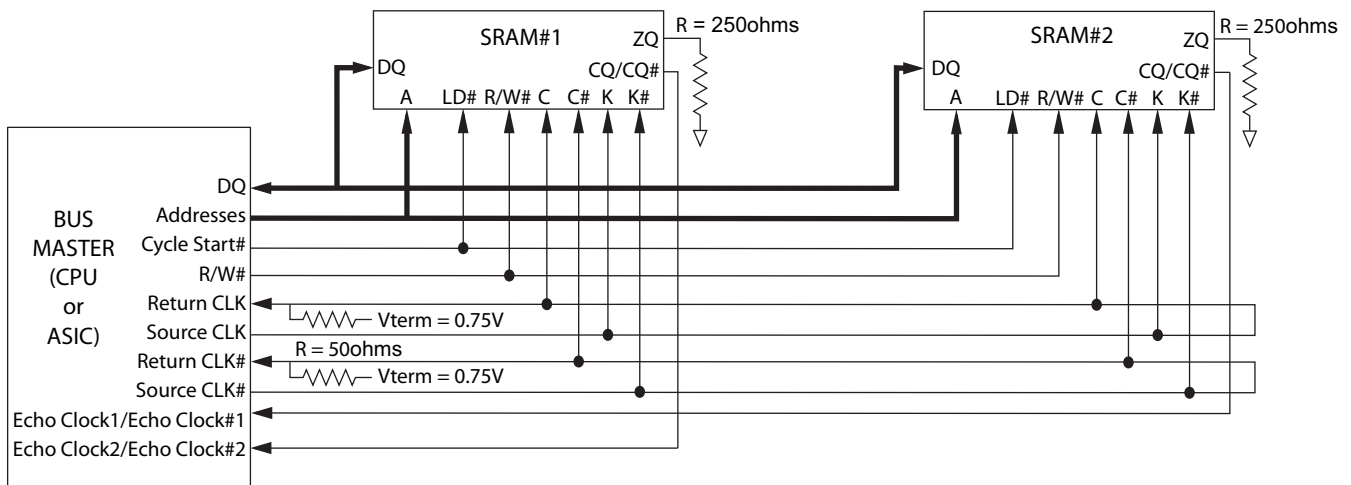 SRAM#1
ZQ
R = 250ohms
DQ
CQ/CQ#
A LD# R/W# C C# K K#
SRAM#2
ZQ
R = 250ohms
DQ
CQ/CQ#
A LD# R/W# C C# K K#
BUS
MASTER
(CPU
or
ASIC)
DQ
Addresses
Cycle Start#
R/W#
Return CLK
Source CLK
Return CLK#
Source CLK#
Echo Clock1/Echo Clock#1
Echo Clock2/Echo Clock#2
Vterm = 0.75V
R = 50ohms
Vterm = 0.75V